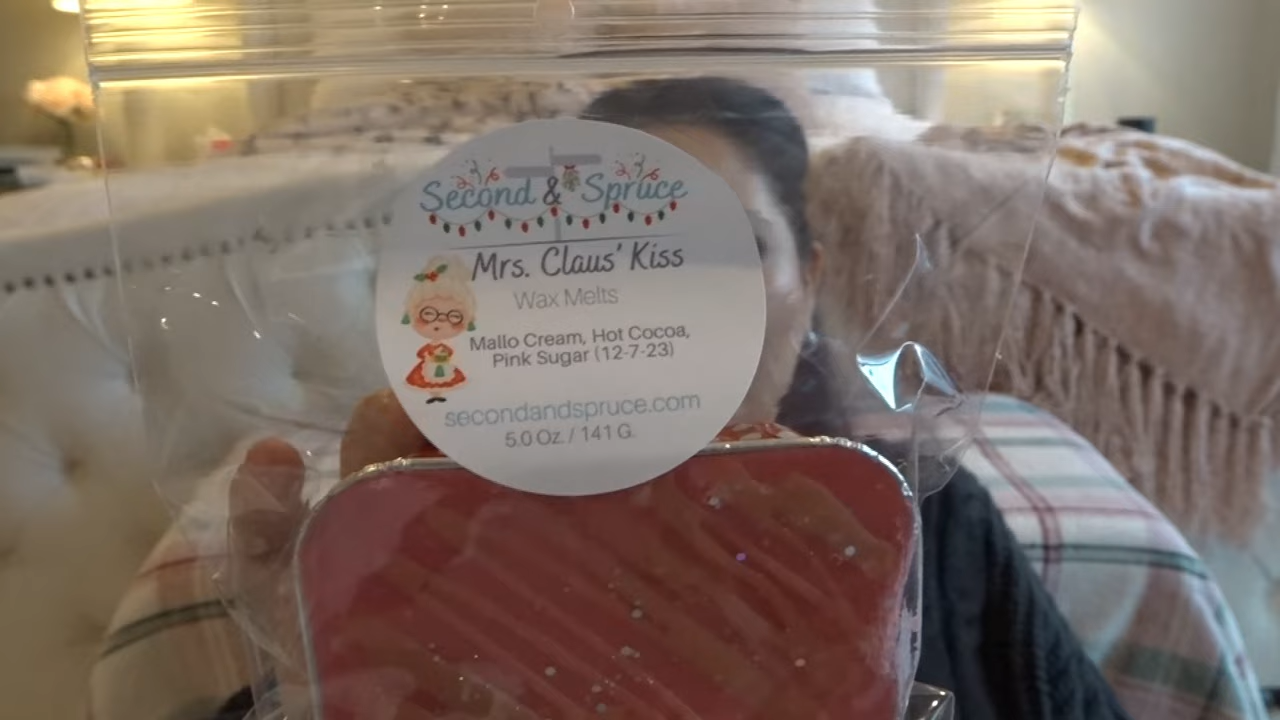 Second & Spruce
Mrs. Claus' Kiss
Wax Melts
Mallo Cream, Hot Cocoa,
Pink Sugar (12-7-23)
secondandspruce.com
5.0 Oz. / 141 G.